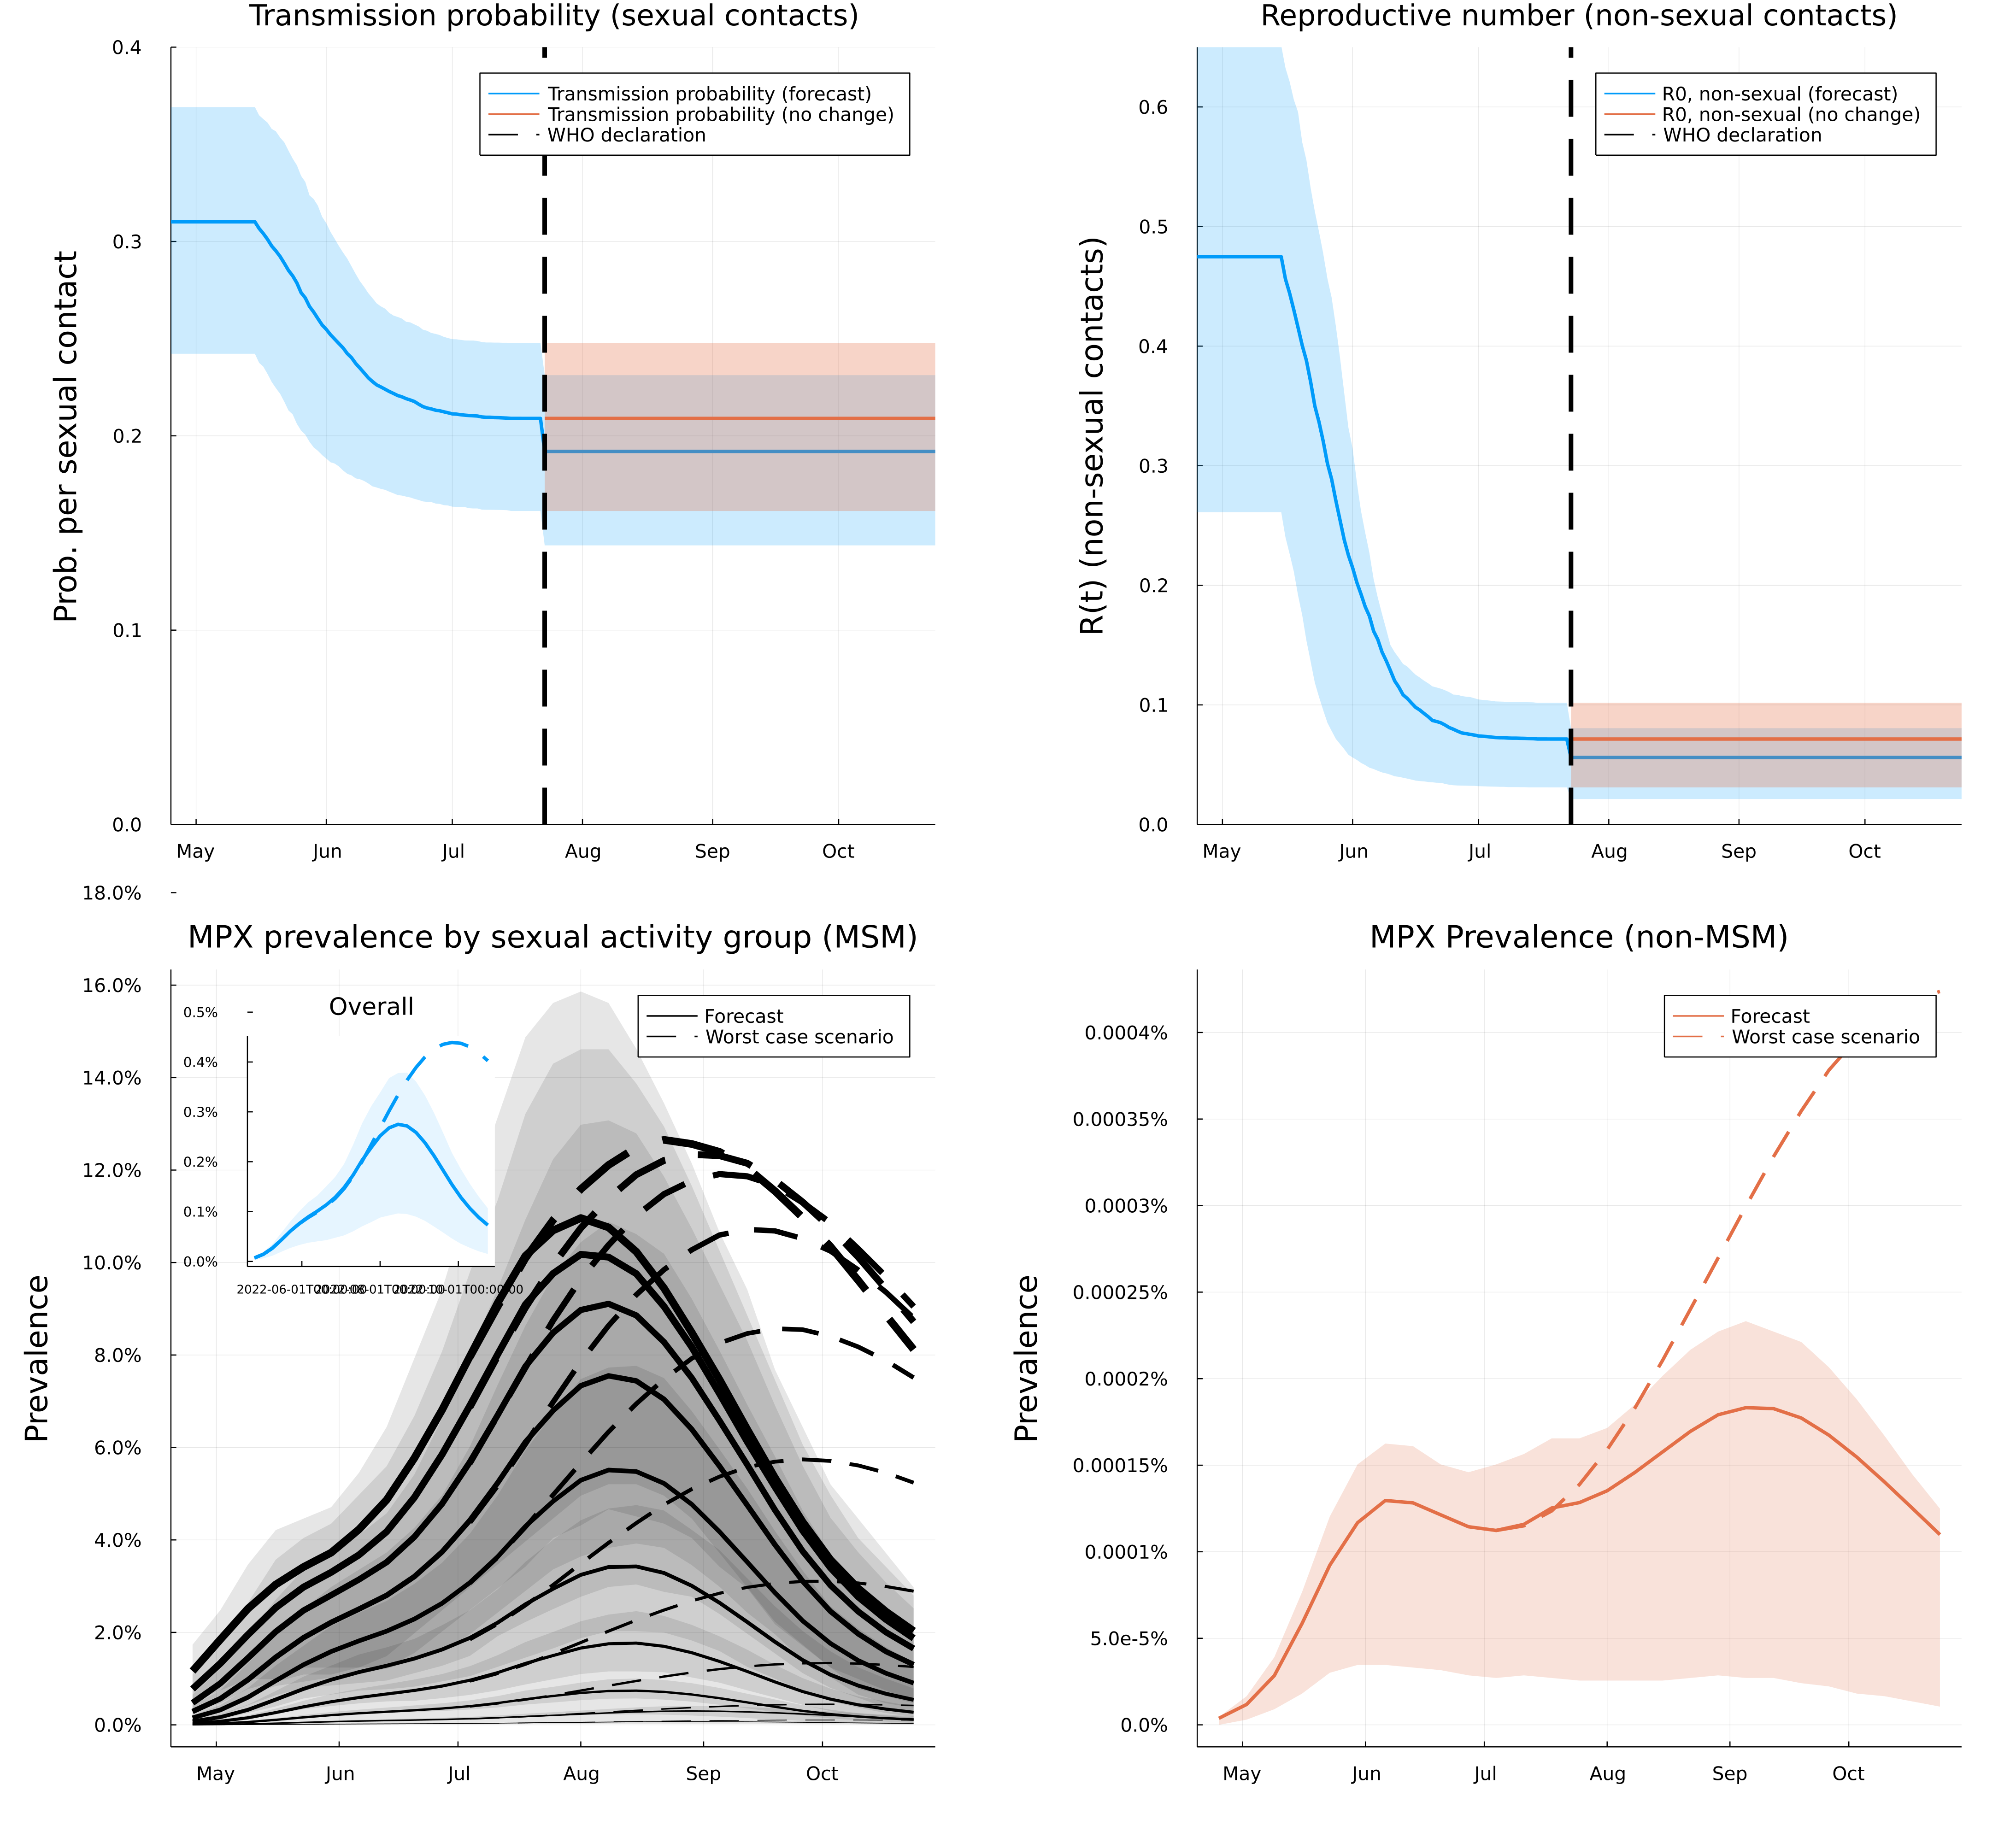 Transmission probability (sexual contacts)
0.4
0.3
0.2
0.1
0.0
Prob. per sexual contact
Transmission probability (forecast)
Transmission probability (no change)
WHO declaration
May Jun Jul Aug Sep Oct
Reproductive number (non-sexual contacts)
0.6
0.5
0.4
0.3
0.2
0.1
0.0
R(t) (non-sexual contacts)
R0, non-sexual (forecast)
R0, non-sexual (no change)
WHO declaration
May Jun Jul Aug Sep Oct
MPX prevalence by sexual activity group (MSM)
18.0%
16.0%
14.0%
12.0%
10.0%
8.0%
6.0%
4.0%
2.0%
0.0%
Prevalence
Forecast
Worst case scenario
Overall
0.5%
0.4%
0.3%
0.2%
0.1%
0.0%
May Jun Jul Aug Sep Oct
MPX Prevalence (non-MSM)
0.0004%
0.00035%
0.0003%
0.00025%
0.0002%
0.00015%
0.0001%
5.0e-5%
0.0%
Prevalence
Forecast
Worst case scenario
May Jun Jul Aug Sep Oct